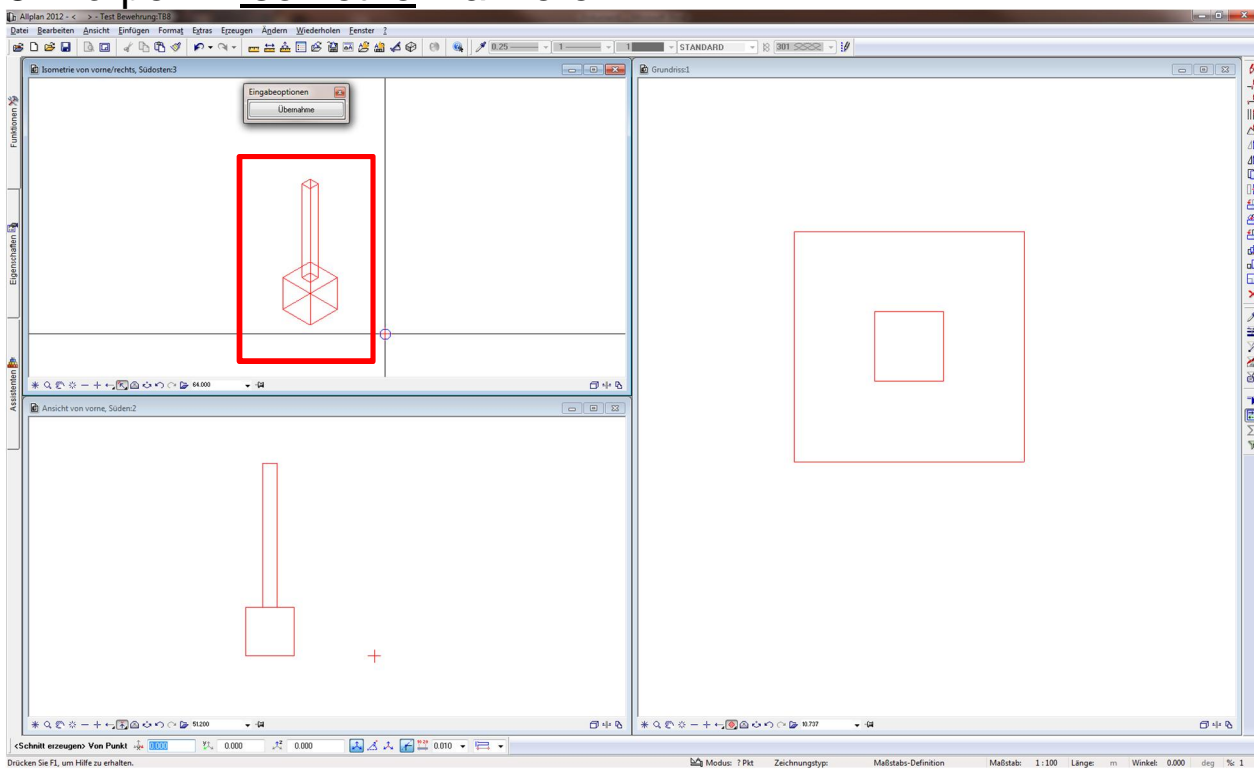 Allplan 2012 - < > - Test Bewehrung:TB8
Datei Bearbeiten Ansicht Einfügen Format Extras Erzeugen Ändern Wiederholen Fenster ?
0.25 1 1 STANDARD 301
Isometrie von vorne/rechts, Südosten:3
Grundriss:1
Eingabeoptionen
Übernahme
Funktionen
Eigenschaften
Assistenten
64.000
Ansicht von vorne, Süden:2
51.200
10.737
<Schnitt erzeugen> Von Punkt 0.000 0.000 0.000 0.010
Drücken Sie F1, um Hilfe zu erhalten. Modus: ? Pkt Zeichnungstyp: Maßstabs-Definition Maßstab: 1:100 Länge: m Winkel: 0.000 deg %: 1